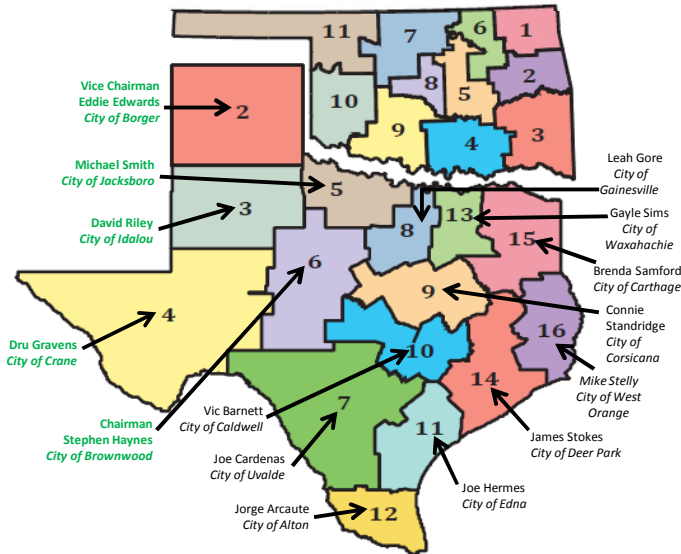 11
7
6
1
10
8
5
2
9
4
3
Vice Chairman
Eddie Edwards
City of Borger
2
Michael Smith
City of Jacksboro
5
David Riley
City of Idalou
3
Leah Gore
City of
Gainesville
8
Gayle Sims
City of
Waxahachie
13
15
Brenda Samford
City of Carthage
6
9
Connie
Standridge
City of
Corsicana
4
Dru Gravens
City of Crane
16
Mike Stelly
City of West
Orange
10
Vic Barnett
City of Caldwell
14
James Stokes
City of Deer Park
Chairman
Stephen Haynes
City of Brownwood
7
Joe Cardenas
City of Uvalde
11
Joe Hermes
City of Edna
Jorge Arcaute
City of Alton
12